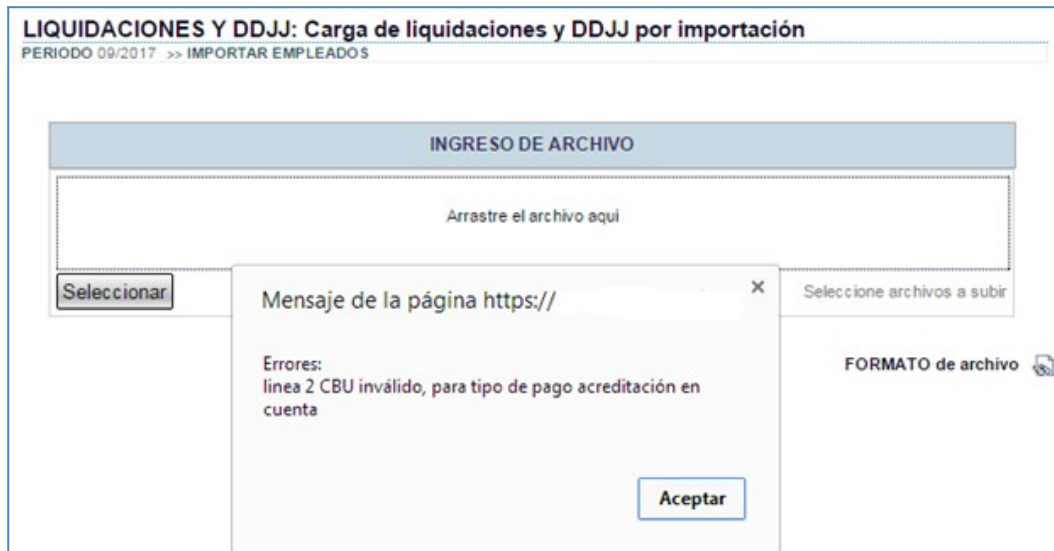 LIQUIDACIONES Y DDJJ: Carga de liquidaciones y DDJJ por importación
PERIODO 09/2017 >> IMPORTAR EMPLEADOS
INGRESO DE ARCHIVO
Arrastre el archivo aqui
Seleccionar
Seleccione archivos a subir
Mensaje de la página https://
×
Errores:
linea 2 CBU inválido, para tipo de pago acreditación en
cuenta
FORMATO de archivo
Aceptar